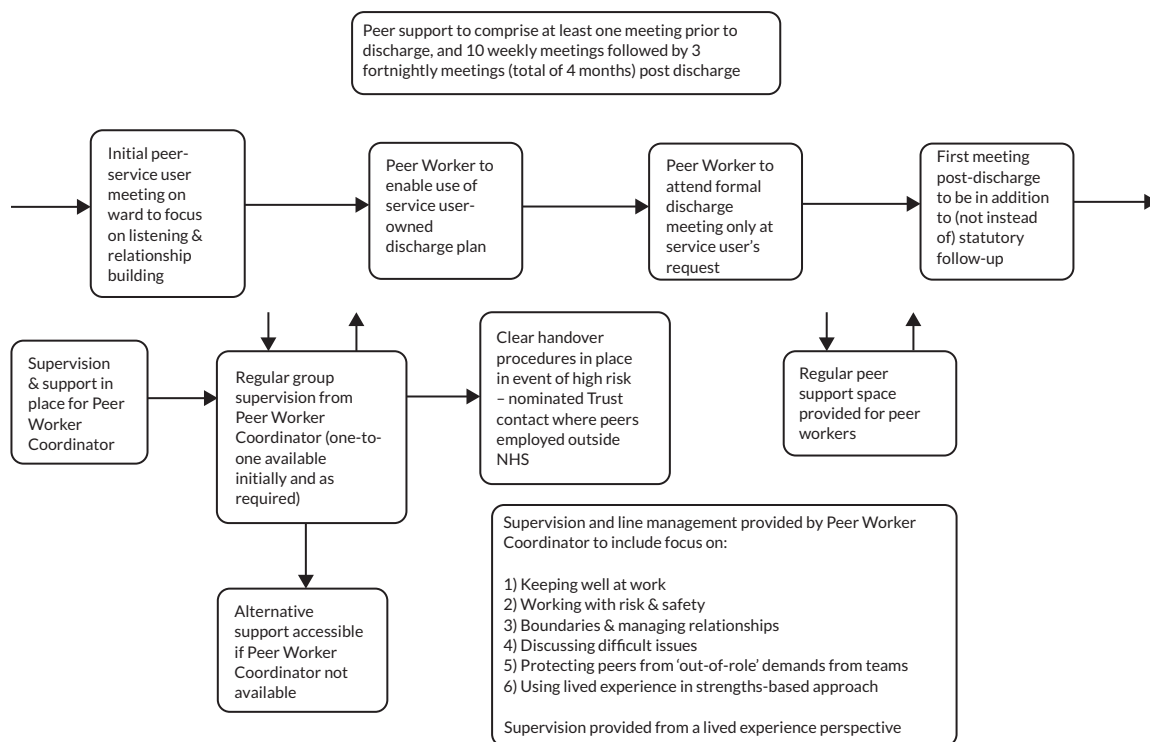 Peer support to comprise at least one meeting prior to
discharge, and 10 weekly meetings followed by 3
fortnightly meetings (total of 4 months) post discharge
Initial peer-
service user
meeting on
ward to focus
on listening &
relationship
building
Peer Worker to
enable use of
service user-
owned
discharge plan
Peer Worker to
attend formal
discharge
meeting only at
service user's
request
First meeting
post-discharge
to be in addition
to (not instead
of) statutory
follow-up
Supervision
& support in
place for Peer
Worker
Coordinator
Regular group
supervision from
Peer Worker
Coordinator (one-to-
one available
initially and as
required)
Clear handover
procedures in place
in event of high risk
– nominated Trust
contact where peers
employed outside
NHS
Regular peer
support space
provided for peer
workers
Alternative
support accessible
if Peer Worker
Coordinator not
available
Supervision and line management provided by Peer Worker
Coordinator to include focus on:
1) Keeping well at work
2) Working with risk & safety
3) Boundaries & managing relationships
4) Discussing difficult issues
5) Protecting peers from 'out-of-role' demands from teams
6) Using lived experience in strengths-based approach
Supervision provided from a lived experience perspective